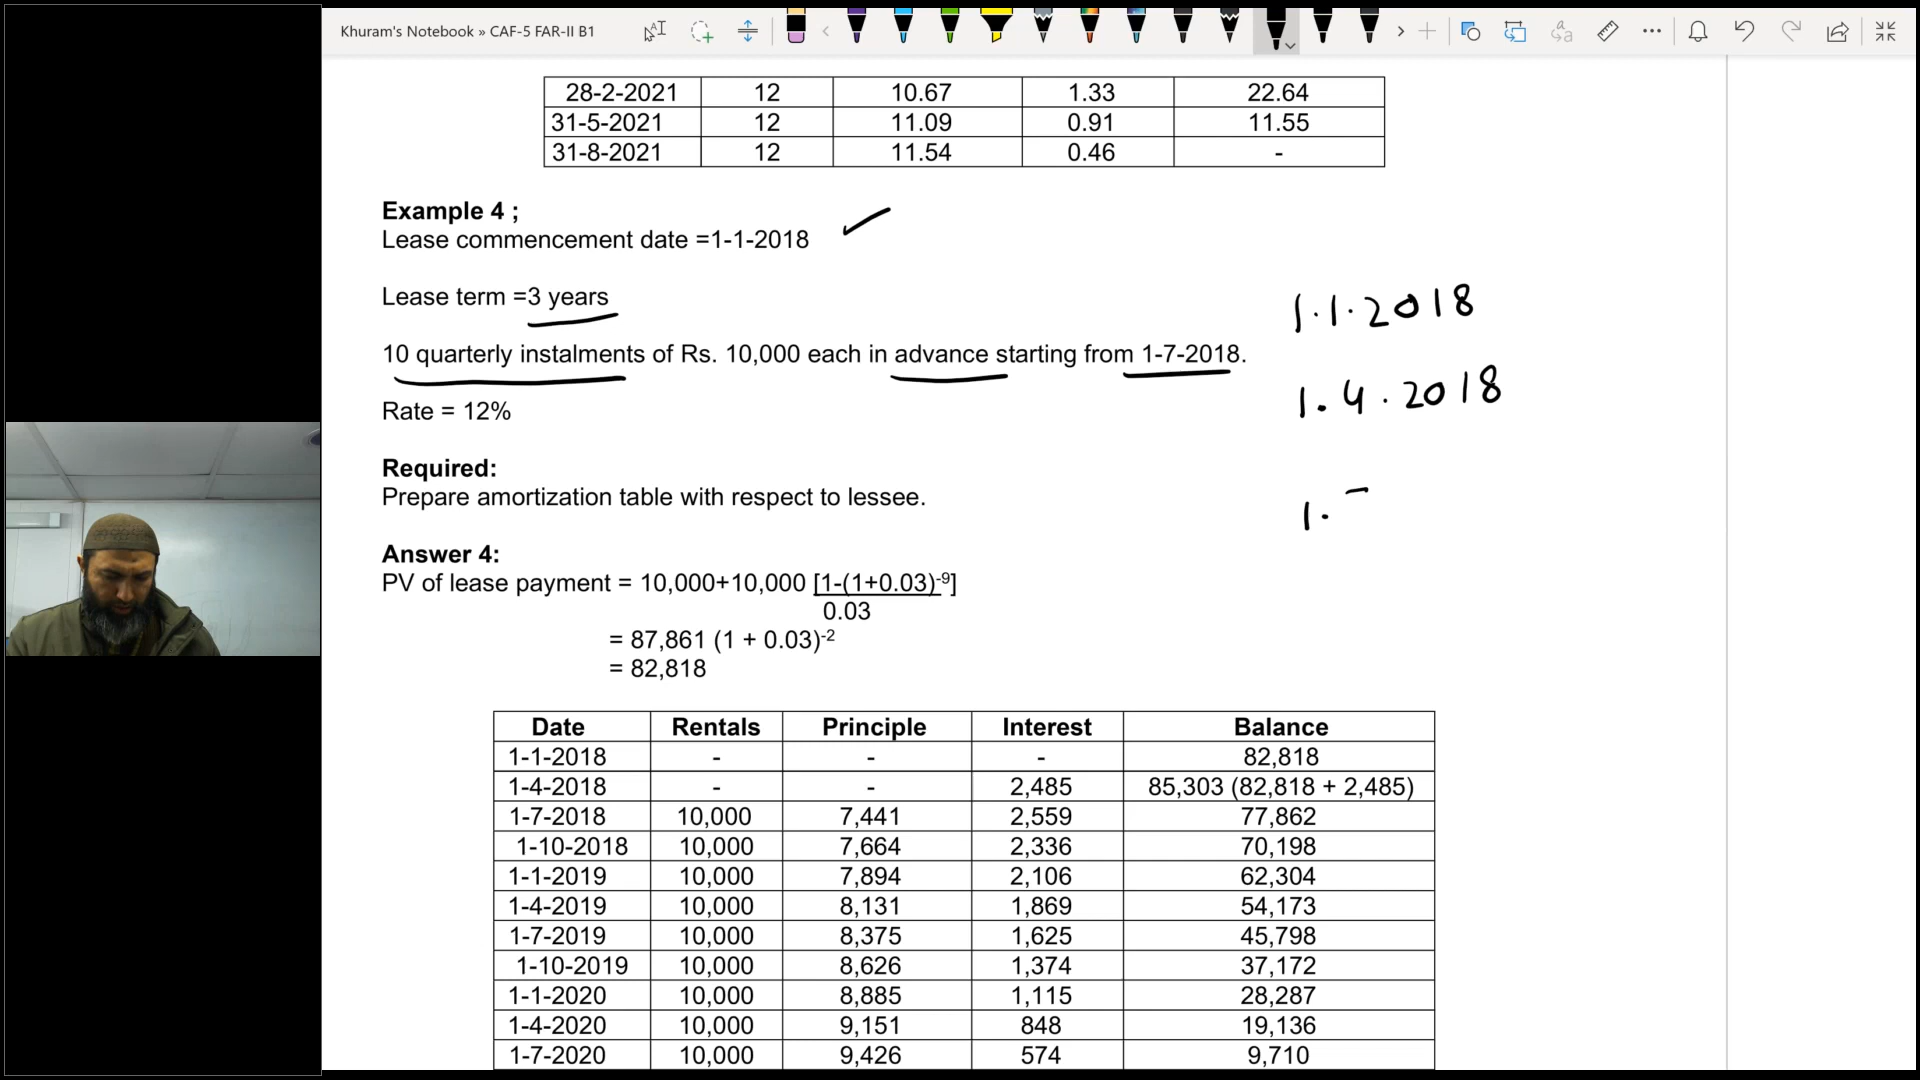 Khuram's Notebook » CAF-5 FAR-II B1
28-2-2021 12 10.67 1.33 22.64
31-5-2021 12 11.09 0.91 11.55
31-8-2021 12 11.54 0.46 -
Example 4 ;
Lease commencement date =1-1-2018
Lease term =3 years
1.1.2018
10 quarterly instalments of Rs. 10,000 each in advance starting from 1-7-2018.
1.4.2018
Rate = 12%
Required:
Prepare amortization table with respect to lessee.
1.
Answer 4:
PV of lease payment = 10,000+10,000 [1-(1+0.03)-9]
0.03
= 87,861 (1 + 0.03)-2
= 82,818
Date Rentals Principle Interest Balance
1-1-2018 - - - 82,818
1-4-2018 - - 2,485 85,303 (82,818 + 2,485)
1-7-2018 10,000 7,441 2,559 77,862
1-10-2018 10,000 7,664 2,336 70,198
1-1-2019 10,000 7,894 2,106 62,304
1-4-2019 10,000 8,131 1,869 54,173
1-7-2019 10,000 8,375 1,625 45,798
1-10-2019 10,000 8,626 1,374 37,172
1-1-2020 10,000 8,885 1,115 28,287
1-4-2020 10,000 9,151 848 19,136
1-7-2020 10,000 9,426 574 9,710